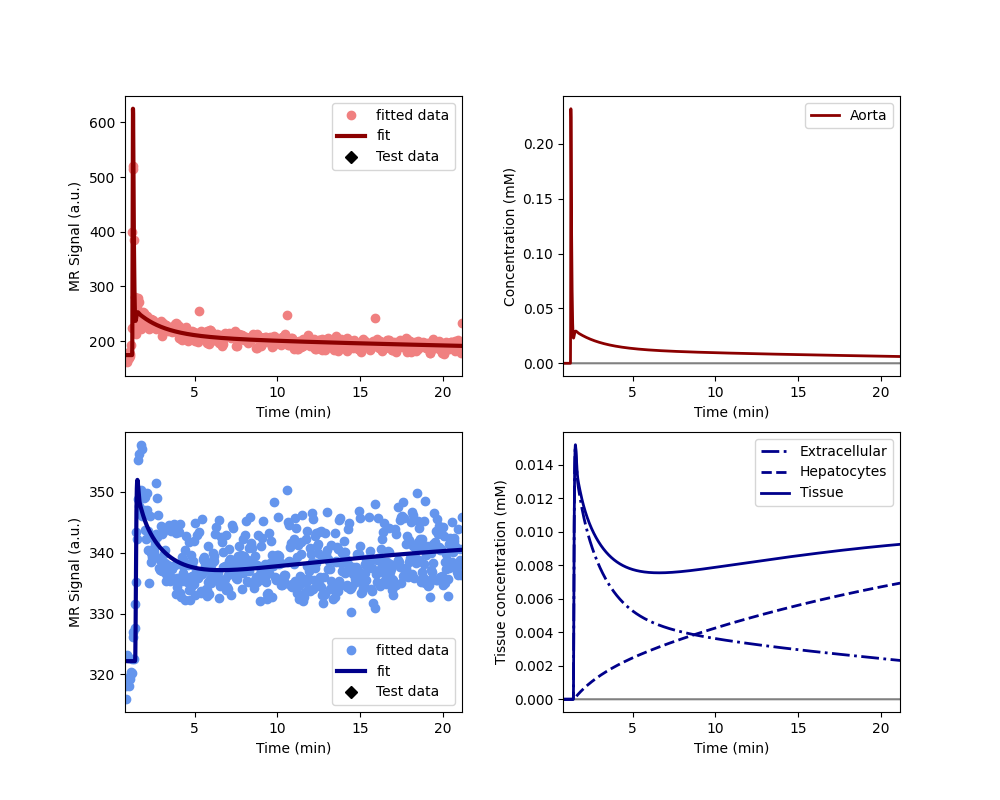 600
500
400
300
200
MR Signal (a.u.)
5
10
15
20
Time (min)
fitted data
fit
Test data
0.20
0.15
0.10
0.05
0.00
Concentration (mM)
5
10
15
20
Time (min)
Aorta
350
340
330
320
MR Signal (a.u.)
5
10
15
20
Time (min)
fitted data
fit
Test data
0.014
0.012
0.010
0.008
0.006
0.004
0.002
0.000
Tissue concentration (mM)
5
10
15
20
Time (min)
Extracellular
Hepatocytes
Tissue